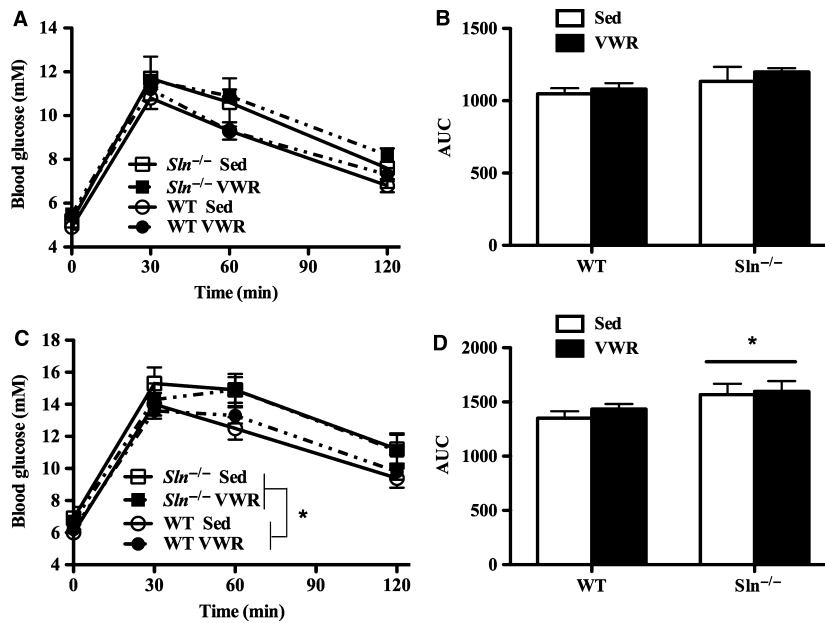 A
Blood glucose (mM)
14
12
10
8
6
4
Sln−/− Sed
Sln−/− VWR
WT Sed
WT VWR
0
30
60
90
120
Time (min)
B
Sed
VWR
AUC
1500
1000
500
0
WT
Sln−/−
C
Blood glucose (mM)
18
16
14
12
10
8
6
4
Sln−/− Sed
Sln−/− VWR
WT Sed
WT VWR
*
0
30
60
90
120
Time (min)
D
Sed
VWR
*
AUC
2000
1500
1000
500
0
WT
Sln−/−